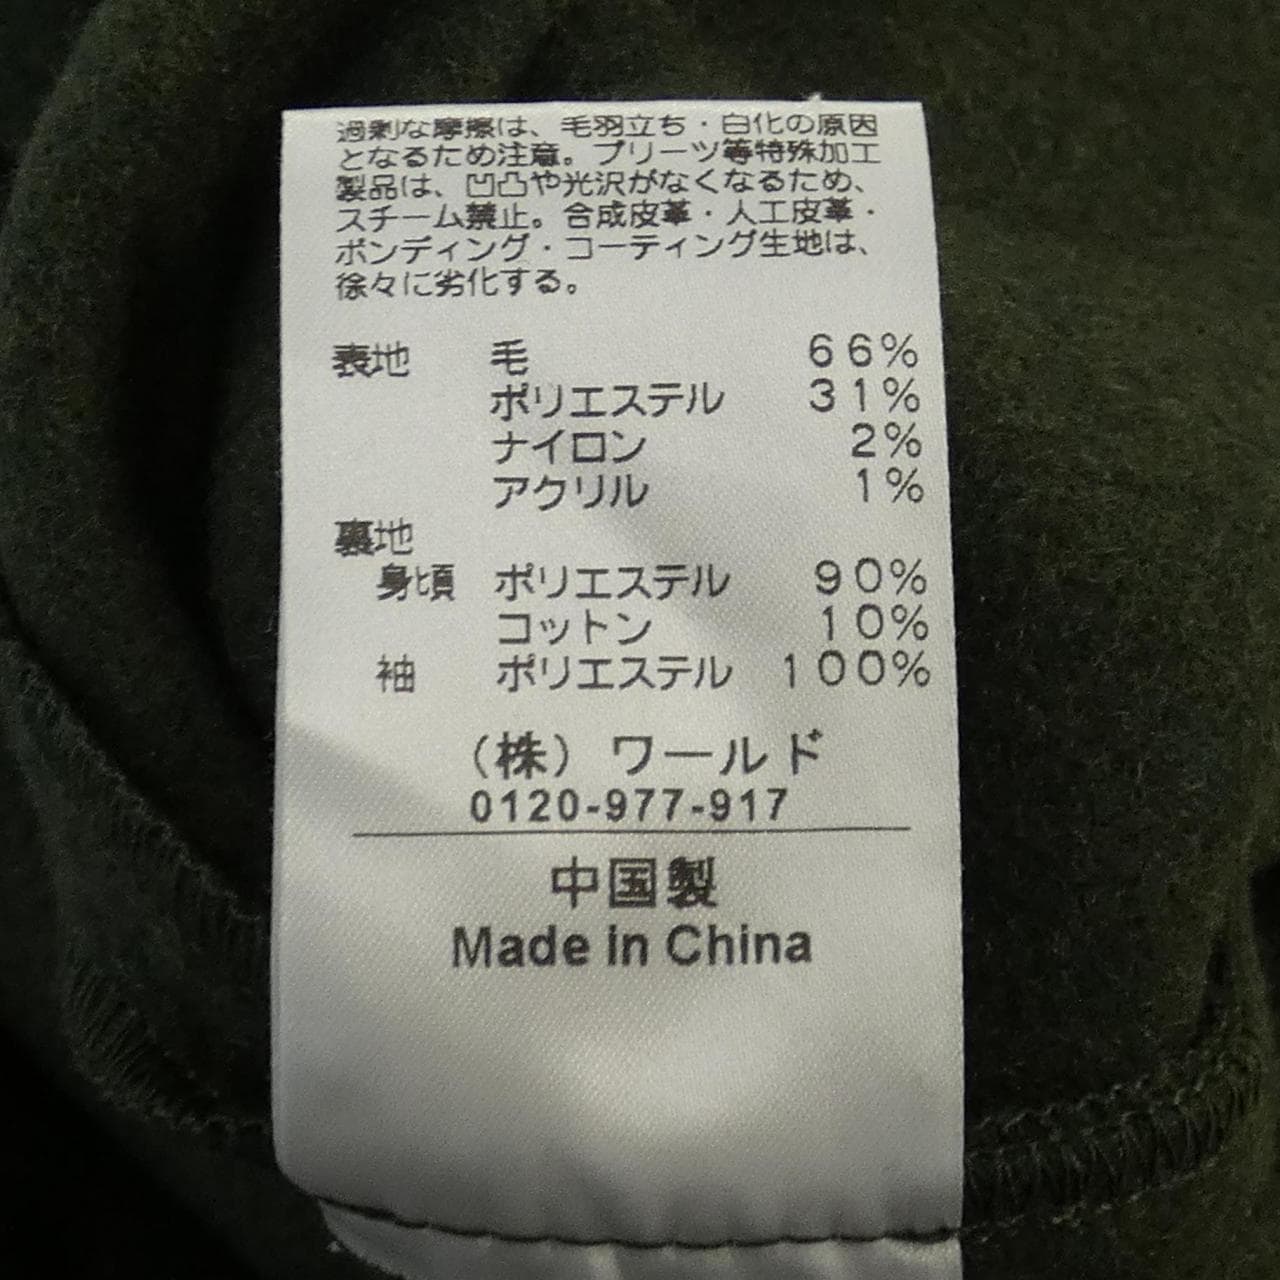 過剰な摩擦は、毛羽立ち・白化の原因
となるため注意。プリーツ等特殊加工
製品は、凹凸や光沢がなくなるため、
スチーム禁止。合成皮革・人工皮革・
ボンディング・コーティング生地は、
徐々に劣化する。
表地 毛 66%
ポリエステル 31%
ナイロン 2%
アクリル 1%
裏地
身頃 ポリエステル 90%
コットン 10%
袖 ポリエステル 100%
（株）ワールド
0120-977-917
中国製
Made in China